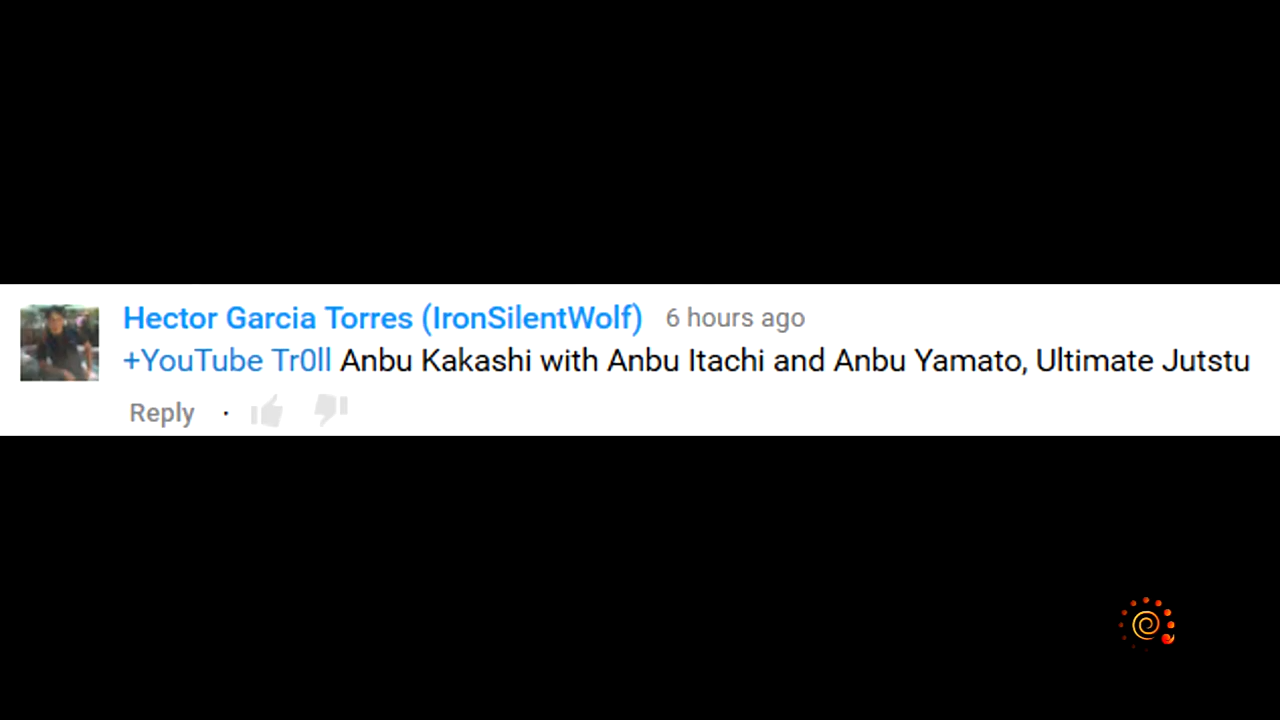 Hector Garcia Torres (IronSilentWolf) 6 hours ago
+YouTube Tr0ll Anbu Kakashi with Anbu Itachi and Anbu Yamato, Ultimate Jutstu
Reply ·